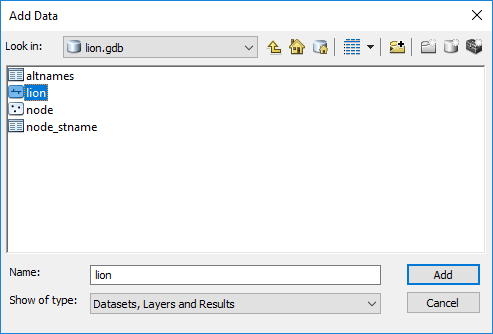 Add Data
Look in: lion.gdb
altnames
lion
node
node_stname
Name: lion Add
Show of type: Datasets, Layers and Results Cancel